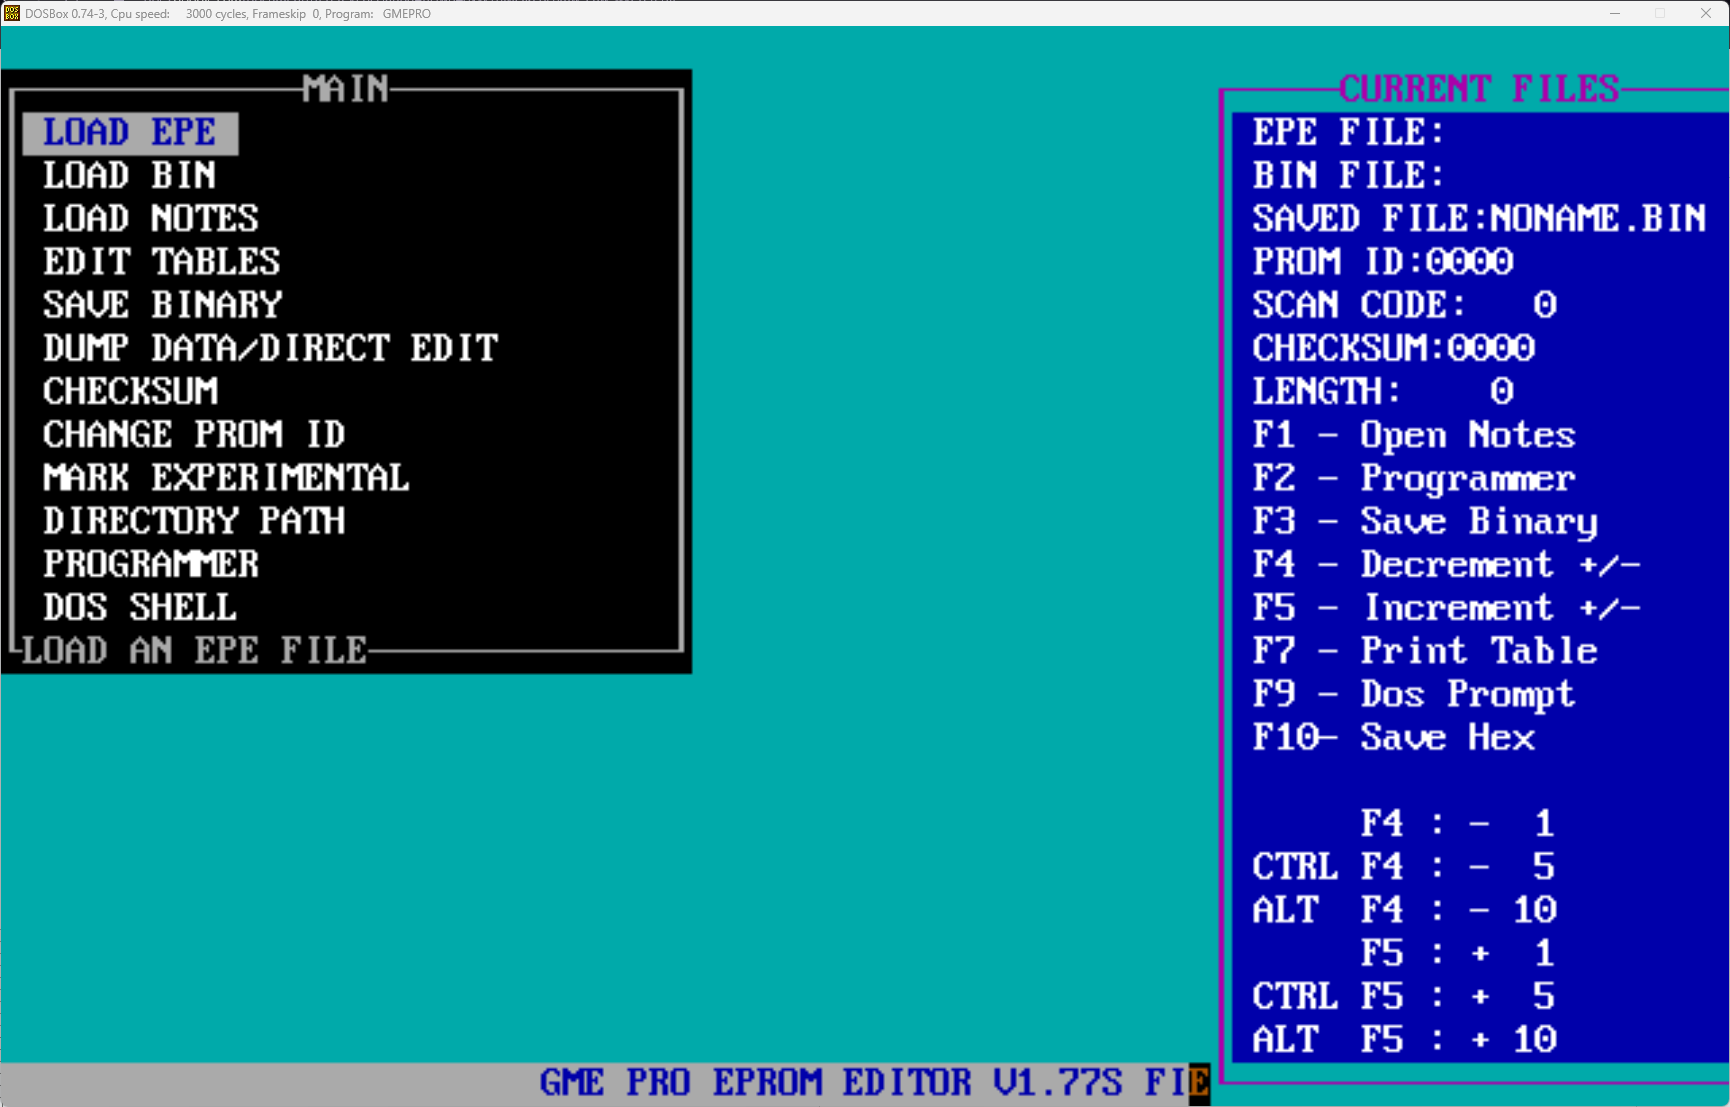 DOSBox 0.74-3, Cpu speed: 3000 cycles, Frameskip 0, Program: GMEPRO
MAIN
LOAD EPE
LOAD BIN
LOAD NOTES
EDIT TABLES
SAVE BINARY
DUMP DATA/DIRECT EDIT
CHECKSUM
CHANGE PROM ID
MARK EXPERIMENTAL
DIRECTORY PATH
PROGRAMMER
DOS SHELL
LOAD AN EPE FILE
CURRENT FILES
EPE FILE:
BIN FILE:
SAVED FILE:NONAME.BIN
PROM ID:0000
SCAN CODE: 0
CHECKSUM:0000
LENGTH: 0
F1 - Open Notes
F2 - Programmer
F3 - Save Binary
F4 - Decrement +/-
F5 - Increment +/-
F7 - Print Table
F9 - Dos Prompt
F10- Save Hex
F4 : - 1
CTRL F4 : - 5
ALT F4 : - 10
F5 : + 1
CTRL F5 : + 5
ALT F5 : + 10
GME PRO EPROM EDITOR V1.77S FIE